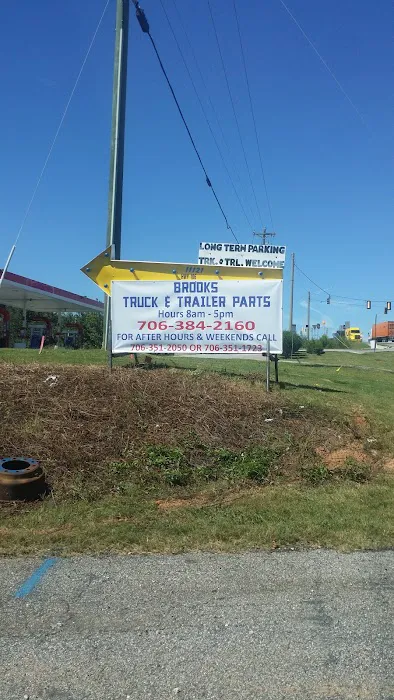 LONG TERN PARKING
TRK. & TRL. WELCOME
BROOKS
TRUCK & TRAILER PARTS
Hours 8am - 5pm
706-384-2160
FOR AFTER HOURS & WEEKENDS CALL
706-351-2050 OR 706-351-1723